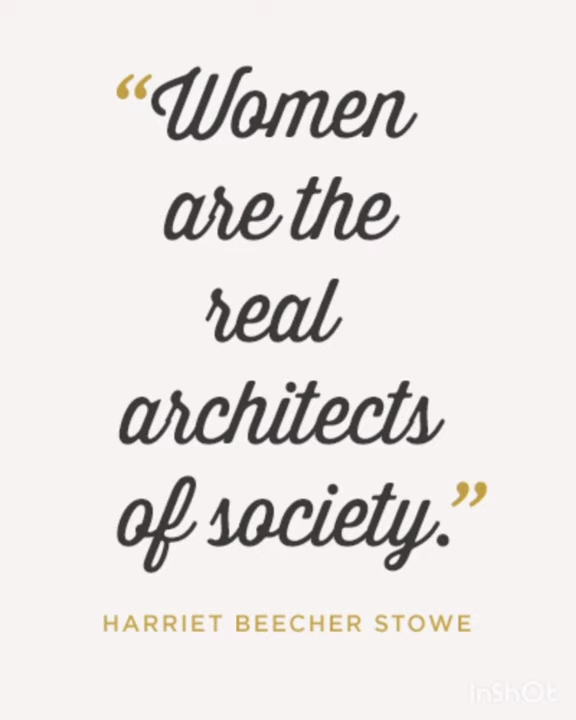 “Women
are the
real
architects
of society.”
HARRIET BEECHER STOWE
InShOt